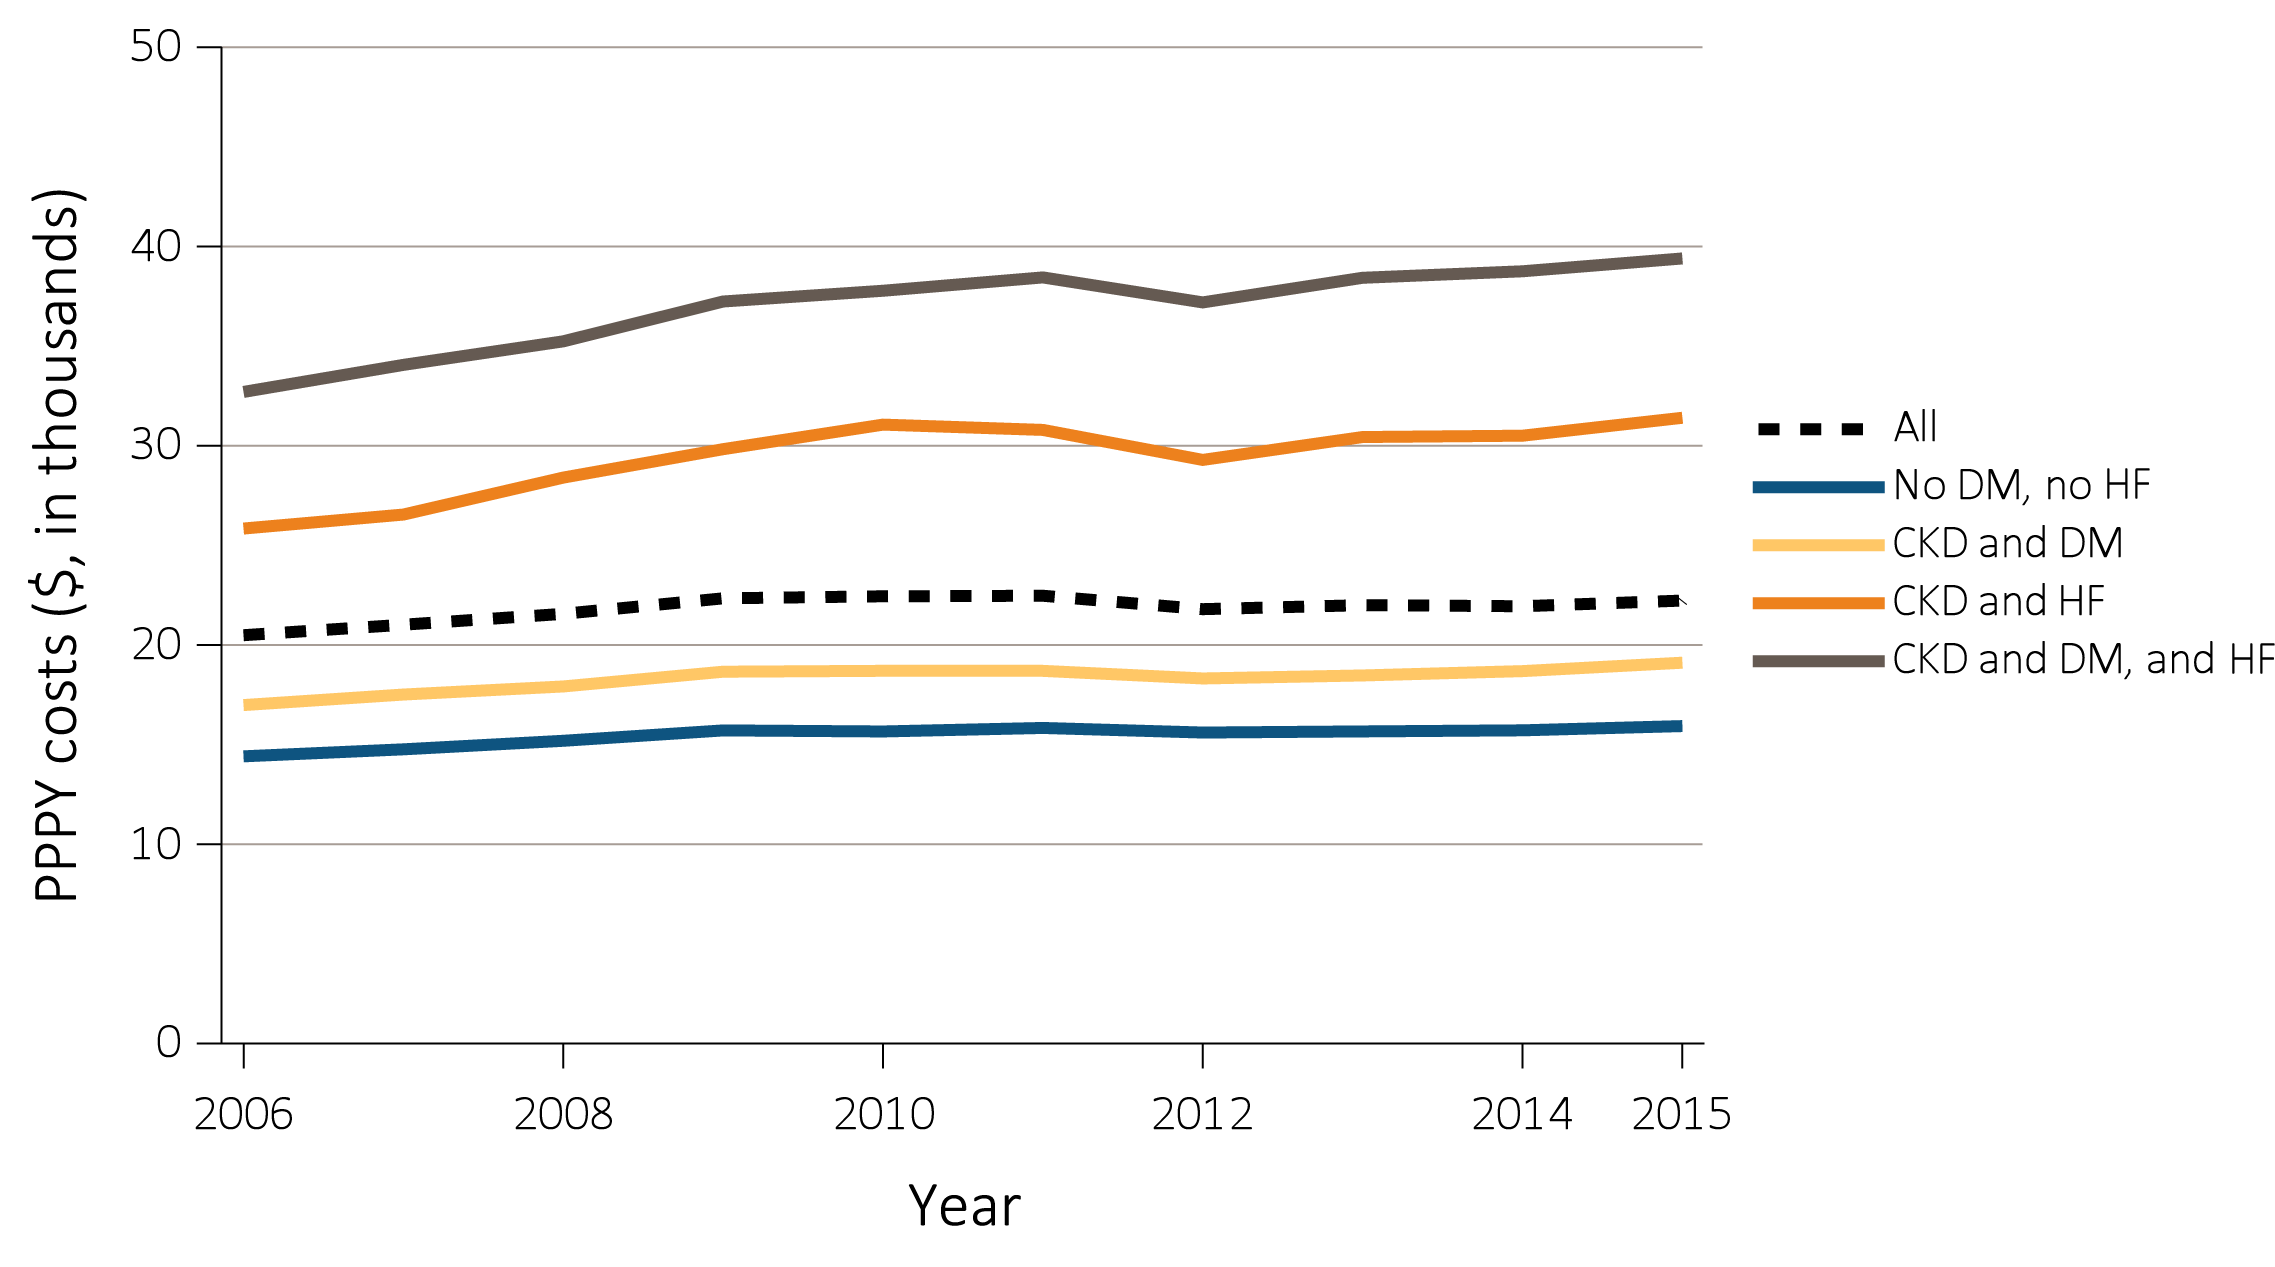 50
40
30
20
10
0
PPPY costs ($, in thousands)
2006 2008 2010 2012 2014 2015
Year
All
No DM, no HF
CKD and DM
CKD and HF
CKD and DM, and HF